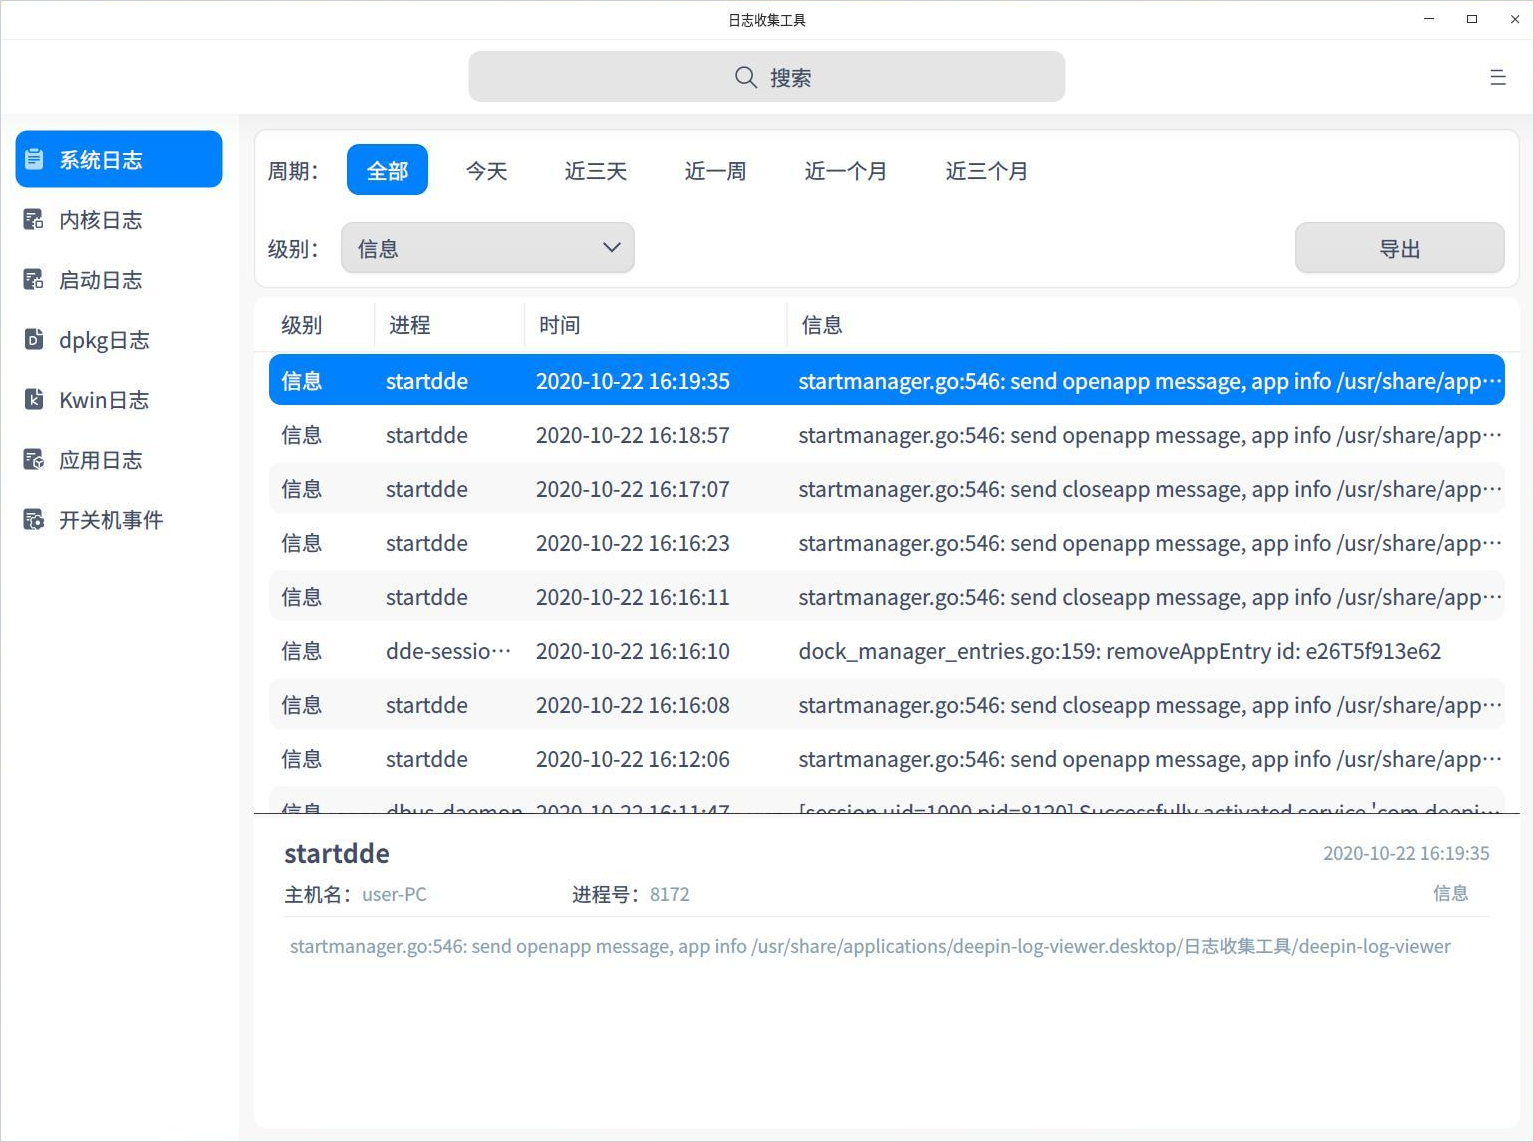 日志收集工具
搜索
系统日志
内核日志
启动日志
dpkg日志
Kwin日志
应用日志
开关机事件
周期： 全部 今天 近三天 近一周 近一个月 近三个月
级别： 信息 导出
级别 进程 时间 信息
信息 startdde 2020-10-22 16:19:35 startmanager.go:546: send openapp message, app info /usr/share/app···
信息 startdde 2020-10-22 16:18:57 startmanager.go:546: send openapp message, app info /usr/share/app···
信息 startdde 2020-10-22 16:17:07 startmanager.go:546: send closeapp message, app info /usr/share/app···
信息 startdde 2020-10-22 16:16:23 startmanager.go:546: send openapp message, app info /usr/share/app···
信息 startdde 2020-10-22 16:16:11 startmanager.go:546: send closeapp message, app info /usr/share/app···
信息 dde-sessio··· 2020-10-22 16:16:10 dock_manager_entries.go:159: removeAppEntry id: e26T5f913e62
信息 startdde 2020-10-22 16:16:08 startmanager.go:546: send closeapp message, app info /usr/share/app···
信息 startdde 2020-10-22 16:12:06 startmanager.go:546: send openapp message, app info /usr/share/app···
信息 dbus-daemon 2020-10-22 16:11:47 [session uid=1000 pid=8120] Successfully activated service 'com.deepi···
startdde 2020-10-22 16:19:35
主机名： user-PC 进程号： 8172 信息
startmanager.go:546: send openapp message, app info /usr/share/applications/deepin-log-viewer.desktop/日志收集工具/deepin-log-viewer